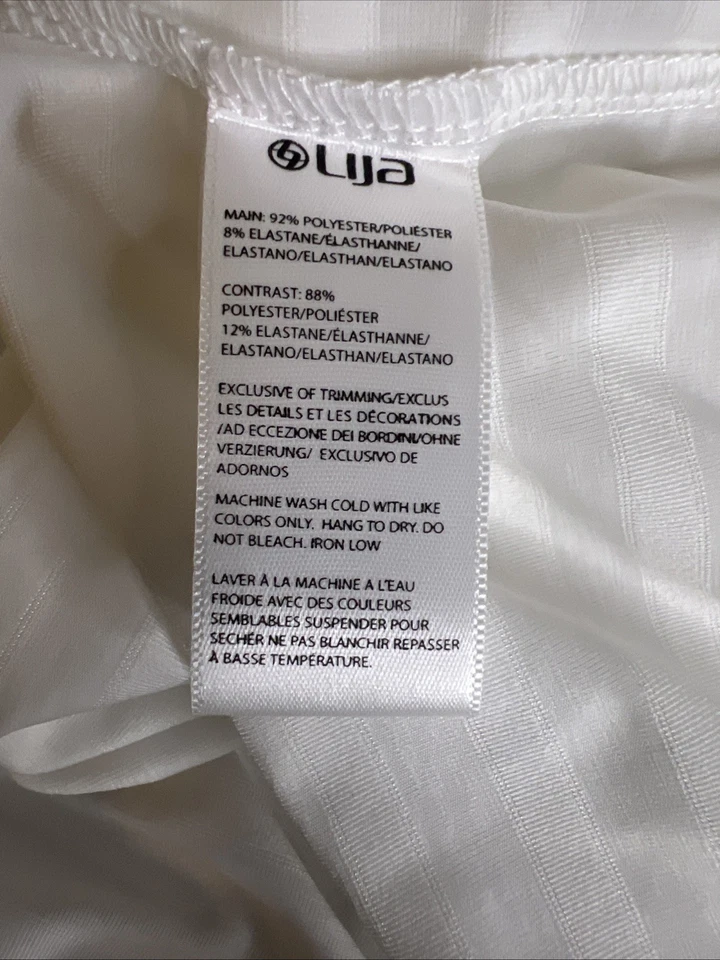 Lija
MAIN: 92% POLYESTER/POLIÉSTER
8% ELASTANE/ÉLASTHANNE/
ELASTANO/ELASTHAN/ELASTANO
CONTRAST: 88%
POLYESTER/POLIÉSTER
12% ELASTANE/ÉLASTHANNE/
ELASTANO/ELASTHAN/ELASTANO
EXCLUSIVE OF TRIMMING/EXCLUS
LES DETAILS ET LES DÉCORATIONS
/AD ECCEZIONE DEI BORDINI/OHNE
VERZIERUNG/ EXCLUSIVO DE
ADORNOS
MACHINE WASH COLD WITH LIKE
COLORS ONLY. HANG TO DRY. DO
NOT BLEACH. IRON LOW
LAVER À LA MACHINE A L'EAU
FROIDE AVEC DES COULEURS
SEMBLABLES SUSPENDER POUR
SECHÉR NE PAS BLANCHIR REPASSER
À BASSE TEMPÉRATURE.